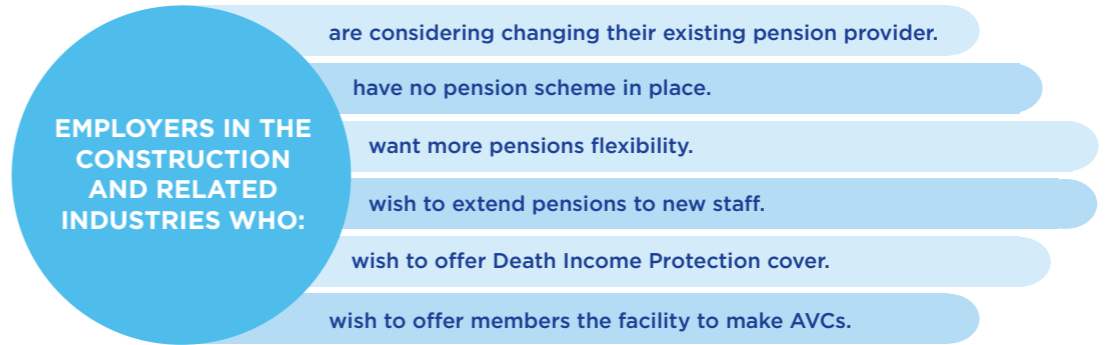 EMPLOYERS IN THE
CONSTRUCTION
AND RELATED
INDUSTRIES WHO:
are considering changing their existing pension provider.
have no pension scheme in place.
want more pensions flexibility.
wish to extend pensions to new staff.
wish to offer Death Income Protection cover.
wish to offer members the facility to make AVCs.